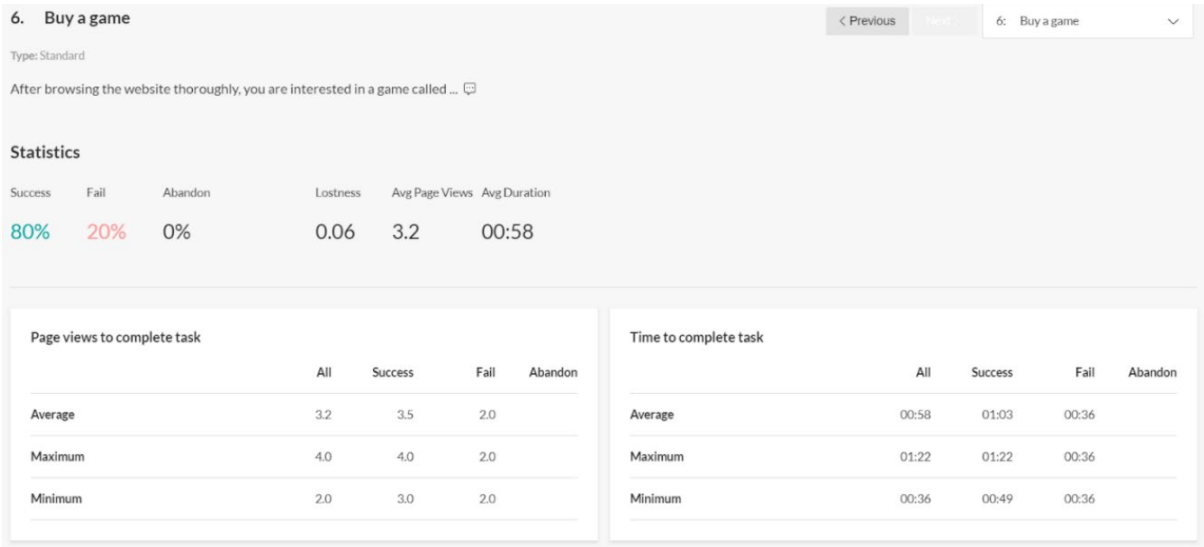 6. Buy a game
< Previous
Next
6: Buy a game
Type: Standard
After browsing the website thoroughly, you are interested in a game called ...
Statistics
Success Fail Abandon Lostness Avg Page Views Avg Duration
80% 20% 0% 0.06 3.2 00:58
Page views to complete task
All Success Fail Abandon
Average 3.2 3.5 2.0
Maximum 4.0 4.0 2.0
Minimum 2.0 3.0 2.0
Time to complete task
All Success Fail Abandon
Average 00:58 01:03 00:36
Maximum 01:22 01:22 00:36
Minimum 00:36 00:49 00:36